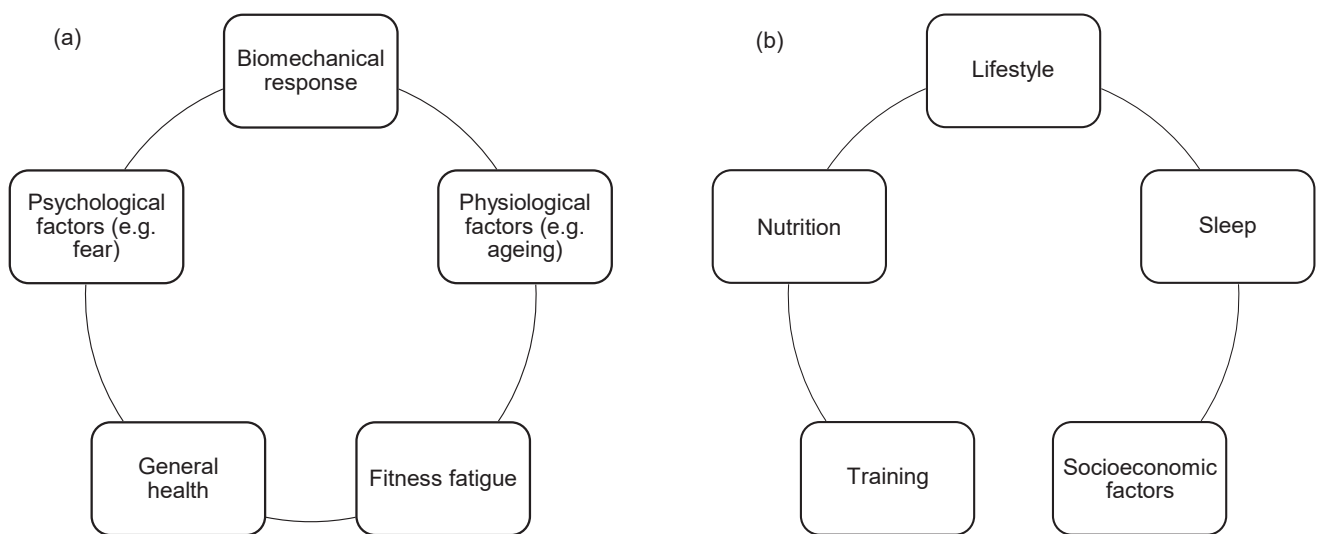 (a)
Biomechanical
response
Psychological
factors (e.g.
fear)
Physiological
factors (e.g.
ageing)
General
health
Fitness fatigue
(b)
Lifestyle
Nutrition
Sleep
Training
Socioeconomic
factors